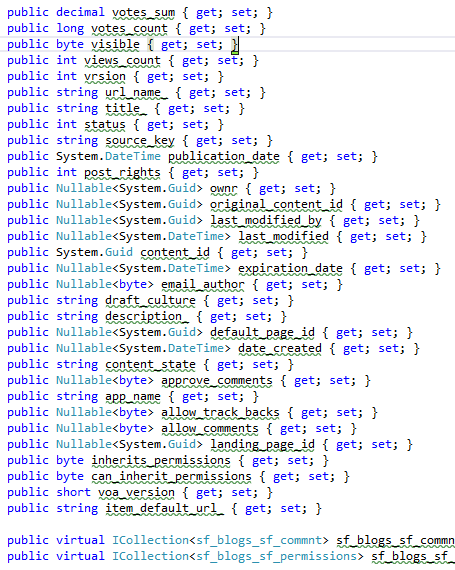 public decimal votes_sum { get; set; }
public long votes_count { get; set; }
public byte visible { get; set; }
public int views_count { get; set; }
public int vrsion { get; set; }
public string url_name_ { get; set; }
public string title_ { get; set; }
public int status { get; set; }
public string source_key { get; set; }
public System.DateTime publication_date { get; set; }
public int post_rights { get; set; }
public Nullable<System.Guid> ownr { get; set; }
public Nullable<System.Guid> original_content_id { get; set; }
public Nullable<System.Guid> last_modified_by { get; set; }
public Nullable<System.DateTime> last_modified { get; set; }
public System.Guid content_id { get; set; }
public Nullable<System.DateTime> expiration_date { get; set; }
public Nullable<byte> email_author { get; set; }
public string draft_culture { get; set; }
public string description_ { get; set; }
public Nullable<System.Guid> default_page_id { get; set; }
public Nullable<System.DateTime> date_created { get; set; }
public string content_state { get; set; }
public Nullable<byte> approve_comments { get; set; }
public string app_name { get; set; }
public Nullable<byte> allow_track_backs { get; set; }
public Nullable<byte> allow_comments { get; set; }
public Nullable<System.Guid> landing_page_id { get; set; }
public byte inherits_permissions { get; set; }
public byte can_inherit_permissions { get; set; }
public short voa_version { get; set; }
public string item_default_url_ { get; set; }
public virtual ICollection<sf_blogs_sf_commnt> sf_blogs_sf_commn
public virtual ICollection<sf_blogs_sf_permissions> sf_blogs_sf_